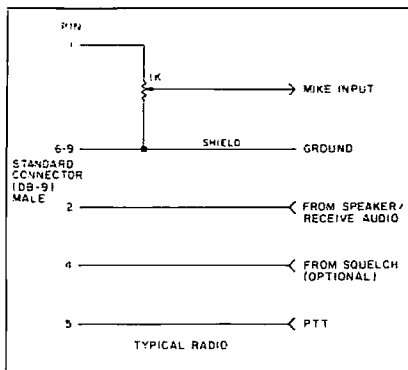 PIN
1
1K
MIKE INPUT
6-9
SHIELD
GROUND
STANDARD
CONNECTOR
(DB-9)
MALE
2
FROM SPEAKER/
RECEIVE AUDIO
4
FROM SQUELCH
(OPTIONAL)
5
PTT
TYPICAL RADIO